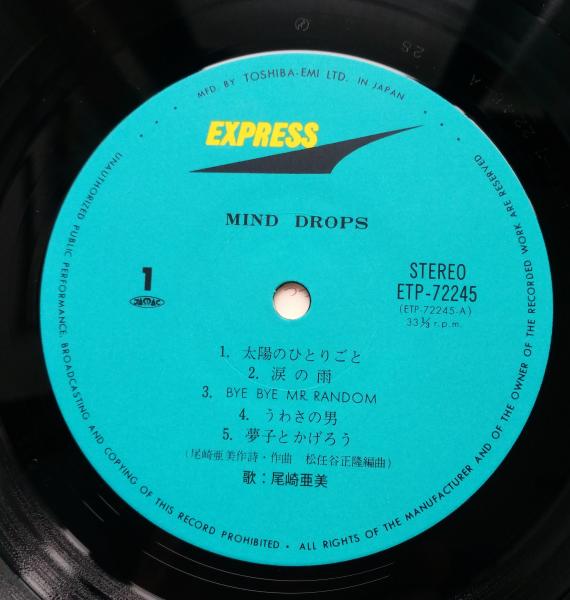 MFD. BY TOSHIBA-EMI LTD. IN JAPAN
EXPRESS
MIND DROPS
1
JASRAC
STEREO
ETP-72245
(ETP-72245-A)
33⅓ r.p.m.
1. 太陽のひとりごと
2. 涙の雨
3. BYE BYE MR. RANDOM
4. うわさの男
5. 夢子とかげろう
(尾崎亜美作詩・作曲 松任谷正隆編曲)
歌:尾崎亜美
UNAUTHORIZED PUBLIC PERFORMANCE, BROADCASTING AND COPYING OF THIS RECORD PROHIBITED • ALL RIGHTS OF THE MANUFACTURER AND OWNER OF THE RECORDED WORK ARE RESERVED